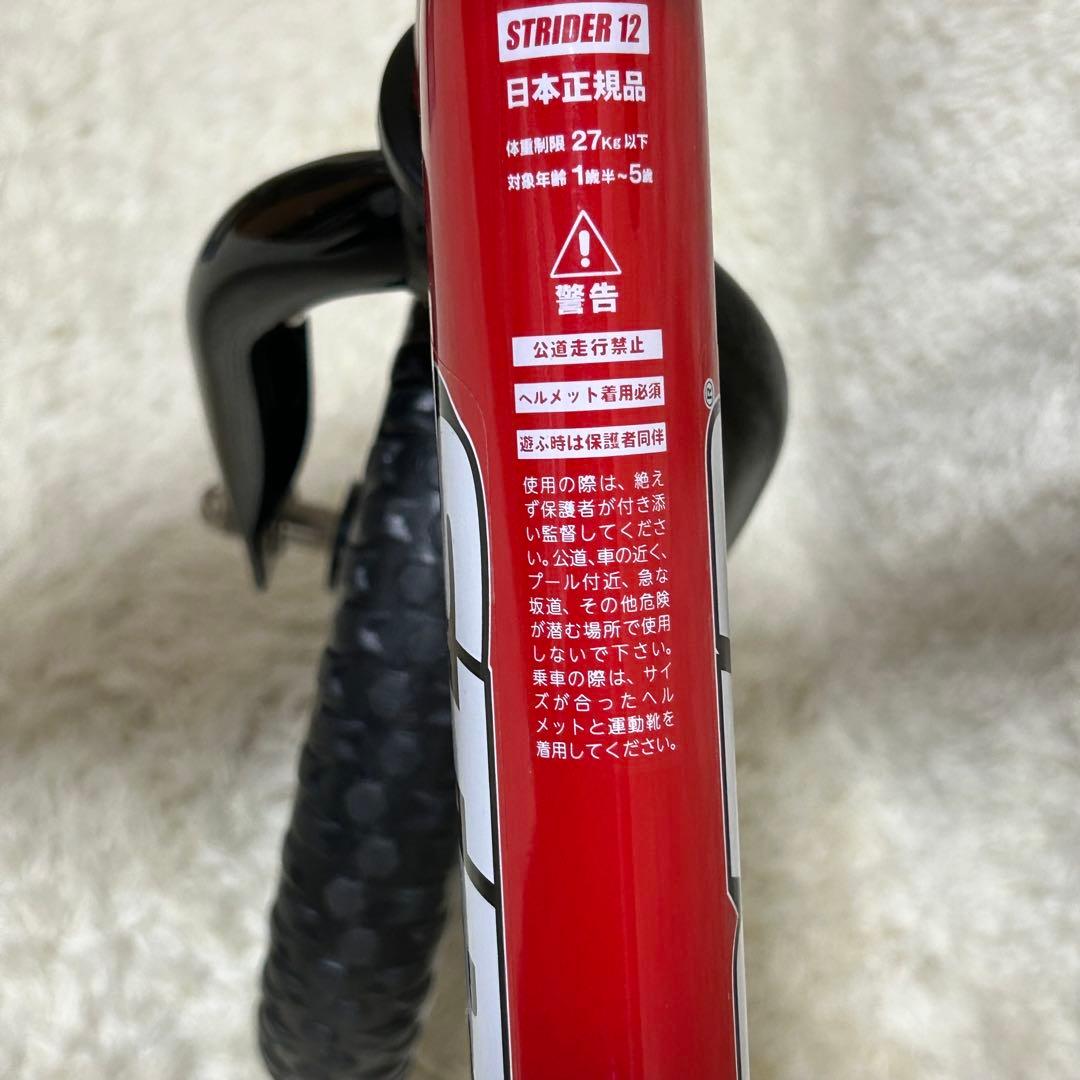 STRIDER 12
日本正規品
体重制限 27Kg 以下
対象年齢 1歳半~5歳
警告
公道走行禁止
ヘルメット着用必須
遊ぶ時は保護者同伴
使用の際は、絶え
ず保護者が付き添
い監督してくださ
い。公道、車の近く、
プール付近、急な
坂道、その他危険
が潜む場所で使用
しないで下さい。
乗車の際は、サイ
ズが合ったヘル
メットと運動靴を
着用してください。
®